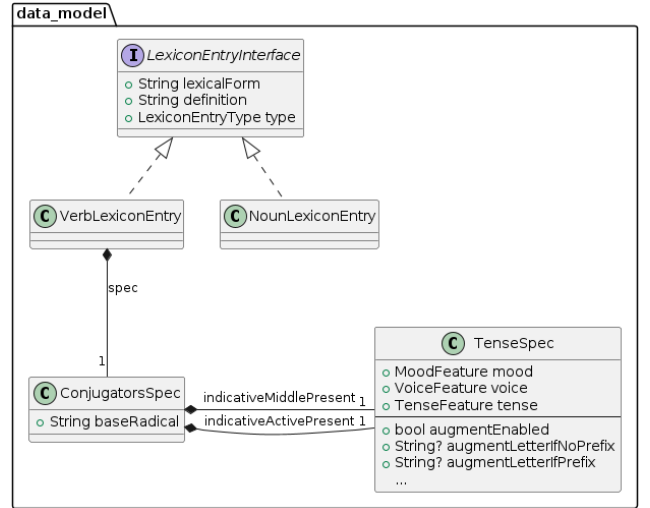 data_model
I LexiconEntryInterface
String lexicalForm
String definition
LexiconEntryType type
C VerbLexiconEntry
C NounLexiconEntry
spec
1
C ConjugatorsSpec
String baseRadical
indicativeMiddlePresent 1
indicativeActivePresent 1
C TenseSpec
MoodFeature mood
VoiceFeature voice
TenseFeature tense
bool augmentEnabled
String? augmentLetterIfNoPrefix
String? augmentLetterIfPrefix
...